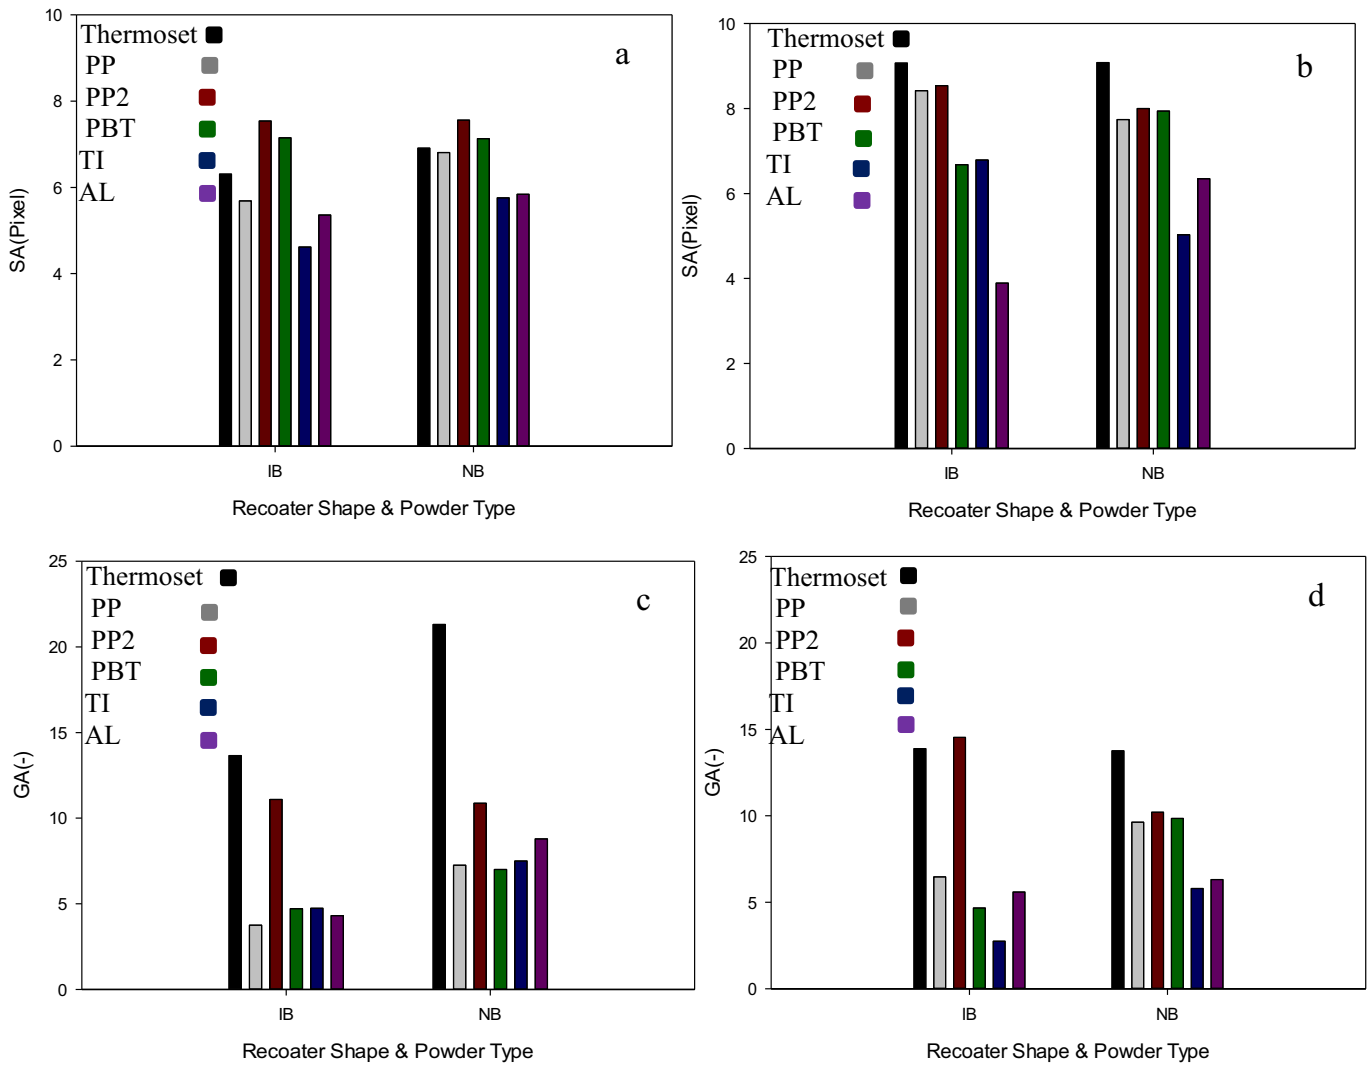 10
8
6
4
2
0
SA(Pixel)
Thermoset
PP
PP2
PBT
TI
AL
a
IB
NB
Recoater Shape & Powder Type
10
8
6
4
2
0
SA(Pixel)
Thermoset
PP
PP2
PBT
TI
AL
b
IB
NB
Recoater Shape & Powder Type
25
20
15
10
5
0
GA(-)
Thermoset
PP
PP2
PBT
TI
AL
c
IB
NB
Recoater Shape & Powder Type
25
20
15
10
5
0
GA(-)
Thermoset
PP
PP2
PBT
TI
AL
d
IB
NB
Recoater Shape & Powder Type